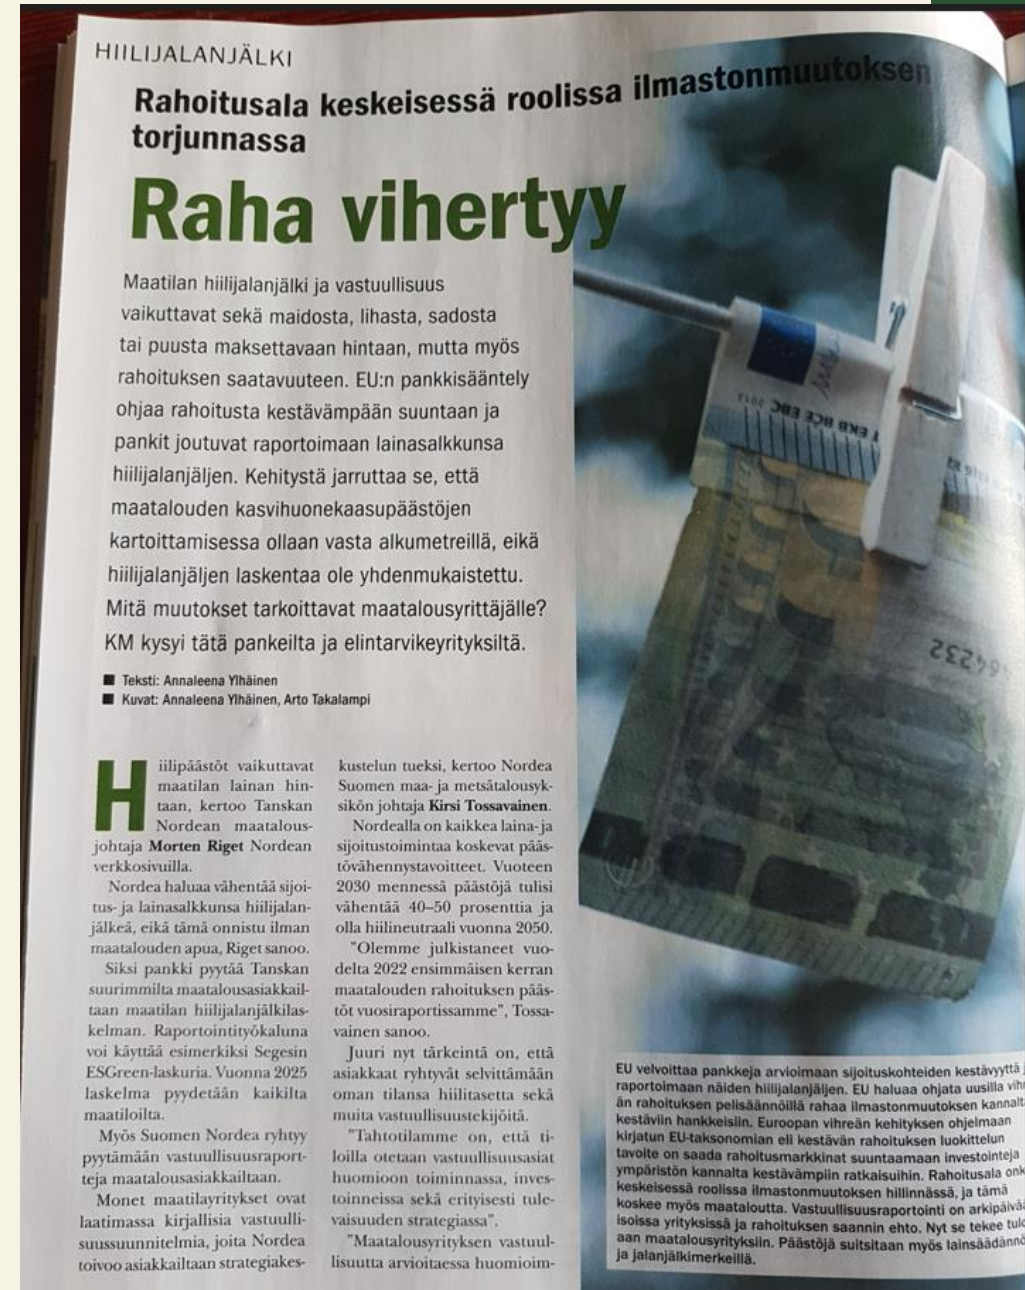 HIILIJALANJÄLKI
Rahoitusala keskeisessä roolissa ilmastonmuutoksen
torjunnassa
Raha vihertyy
Maatilan hiilijalanjälki ja vastuullisuus
vaikuttavat sekä maidosta, lihasta, sadosta
tai puusta maksettavaan hintaan, mutta myös
rahoituksen saatavuuteen. EU:n pankkisääntely
ohjaa rahoitusta kestävämpään suuntaan ja
pankit joutuvat raportoimaan lainasalkkunsa
hiilijalanjäljen. Kehitystä jarruttaa se, että
maatalouden kasvihuonekaasupäästöjen
kartoittamisessa ollaan vasta alkumetreillä, eikä
hiilijalanjäljen laskentaa ole yhdenmukaistettu.
Mitä muutokset tarkoittavat maatalousyrittäjälle?
KM kysyi tätä pankeilta ja elintarvikeyrityksiltä.
■ Teksti: Annaleena Ylhäinen
■ Kuvat: Annaleena Ylhäinen, Arto Takalampi
Hiilipäästöt vaikuttavat
maatilan lainan hin-
taan, kertoo Tanskan
Nordean maatalous-
johtaja Morten Riget Nordean
verkkosivuilla.
Nordea haluaa vähentää sijoi-
tus- ja lainasalkkunsa hiilijalan-
jälkeä, eikä tämä onnistu ilman
maatalouden apua, Riget sanoo.
Siksi pankki pyytää Tanskan
suurimmilta maatalousasiakkail-
taan maatilan hiilijalanjälkilas-
kelman. Raportointityökaluna
voi käyttää esimerkiksi Segesin
ESGreen-laskuria. Vuonna 2025
laskelma pyydetään kaikilta
maatiloilta.
Myös Suomen Nordea ryhtyy
pyytämään vastuullisuusraport-
teja maatalousasiakkailtaan.
Monet maatilayritykset ovat
laatimassa kirjallisia vastuulli-
suussuunnitelmia, joita Nordea
toivoo asiakkailtaan strategiakes-
kustelun tueksi, kertoo Nordea
Suomen maa- ja metsätalousyk-
sikön johtaja Kirsi Tossavainen.
Nordealla on kaikkea laina- ja
sijoitustoimintaa koskevat pääs-
tövähennystavoitteet. Vuoteen
2030 mennessä päästöjä tulisi
vähentää 40–50 prosenttia ja
olla hiilineutraali vuonna 2050.
"Olemme julkistaneet vuo-
delta 2022 ensimmäisen kerran
maatalouden rahoituksen pääs-
töt vuosiraportissamme", Tossa-
vainen sanoo.
Juuri nyt tärkeintä on, että
asiakkaat ryhtyvät selvittämään
oman tilansa hiilitasetta sekä
muita vastuullisuustekijöitä.
"Tahtotilamme on, että ti-
loilla otetaan vastuullisuusasiat
huomioon toiminnassa, inves-
toinneissa sekä erityisesti tule-
vaisuuden strategiassa".
"Maatalousyrityksen vastuul-
lisuutta arvioitaessa huomioim-
EKB BCE EBC 2013
EU velvoittaa pankkeja arvioimaan sijoituskohteiden kestävyyttä j
raportoimaan näiden hiilijalanjäljen. EU haluaa ohjata uusilla vihr
än rahoituksen pelisäännöillä rahaa ilmastonmuutoksen kannalt
kestäviin hankkeisiin. Euroopan vihreän kehityksen ohjelmaan
kirjatun EU-taksonomian eli kestävän rahoituksen luokittelun
tavoite on saada rahoitusmarkkinat suuntaamaan investointeja
ympäristön kannalta kestävämpiin ratkaisuihin. Rahoitusala onk
keskeisessä roolissa ilmastonmuutoksen hillinnässä, ja tämä
koskee myös maataloutta. Vastuullisuusraportointi on arkipäivää
isoissa yrityksissä ja rahoituksen saannin ehto. Nyt se tekee tulo
aan maatalousyrityksiin. Päästöjä suitsitaan myös lainsäädännö
ja jalanjälkimerkeillä.